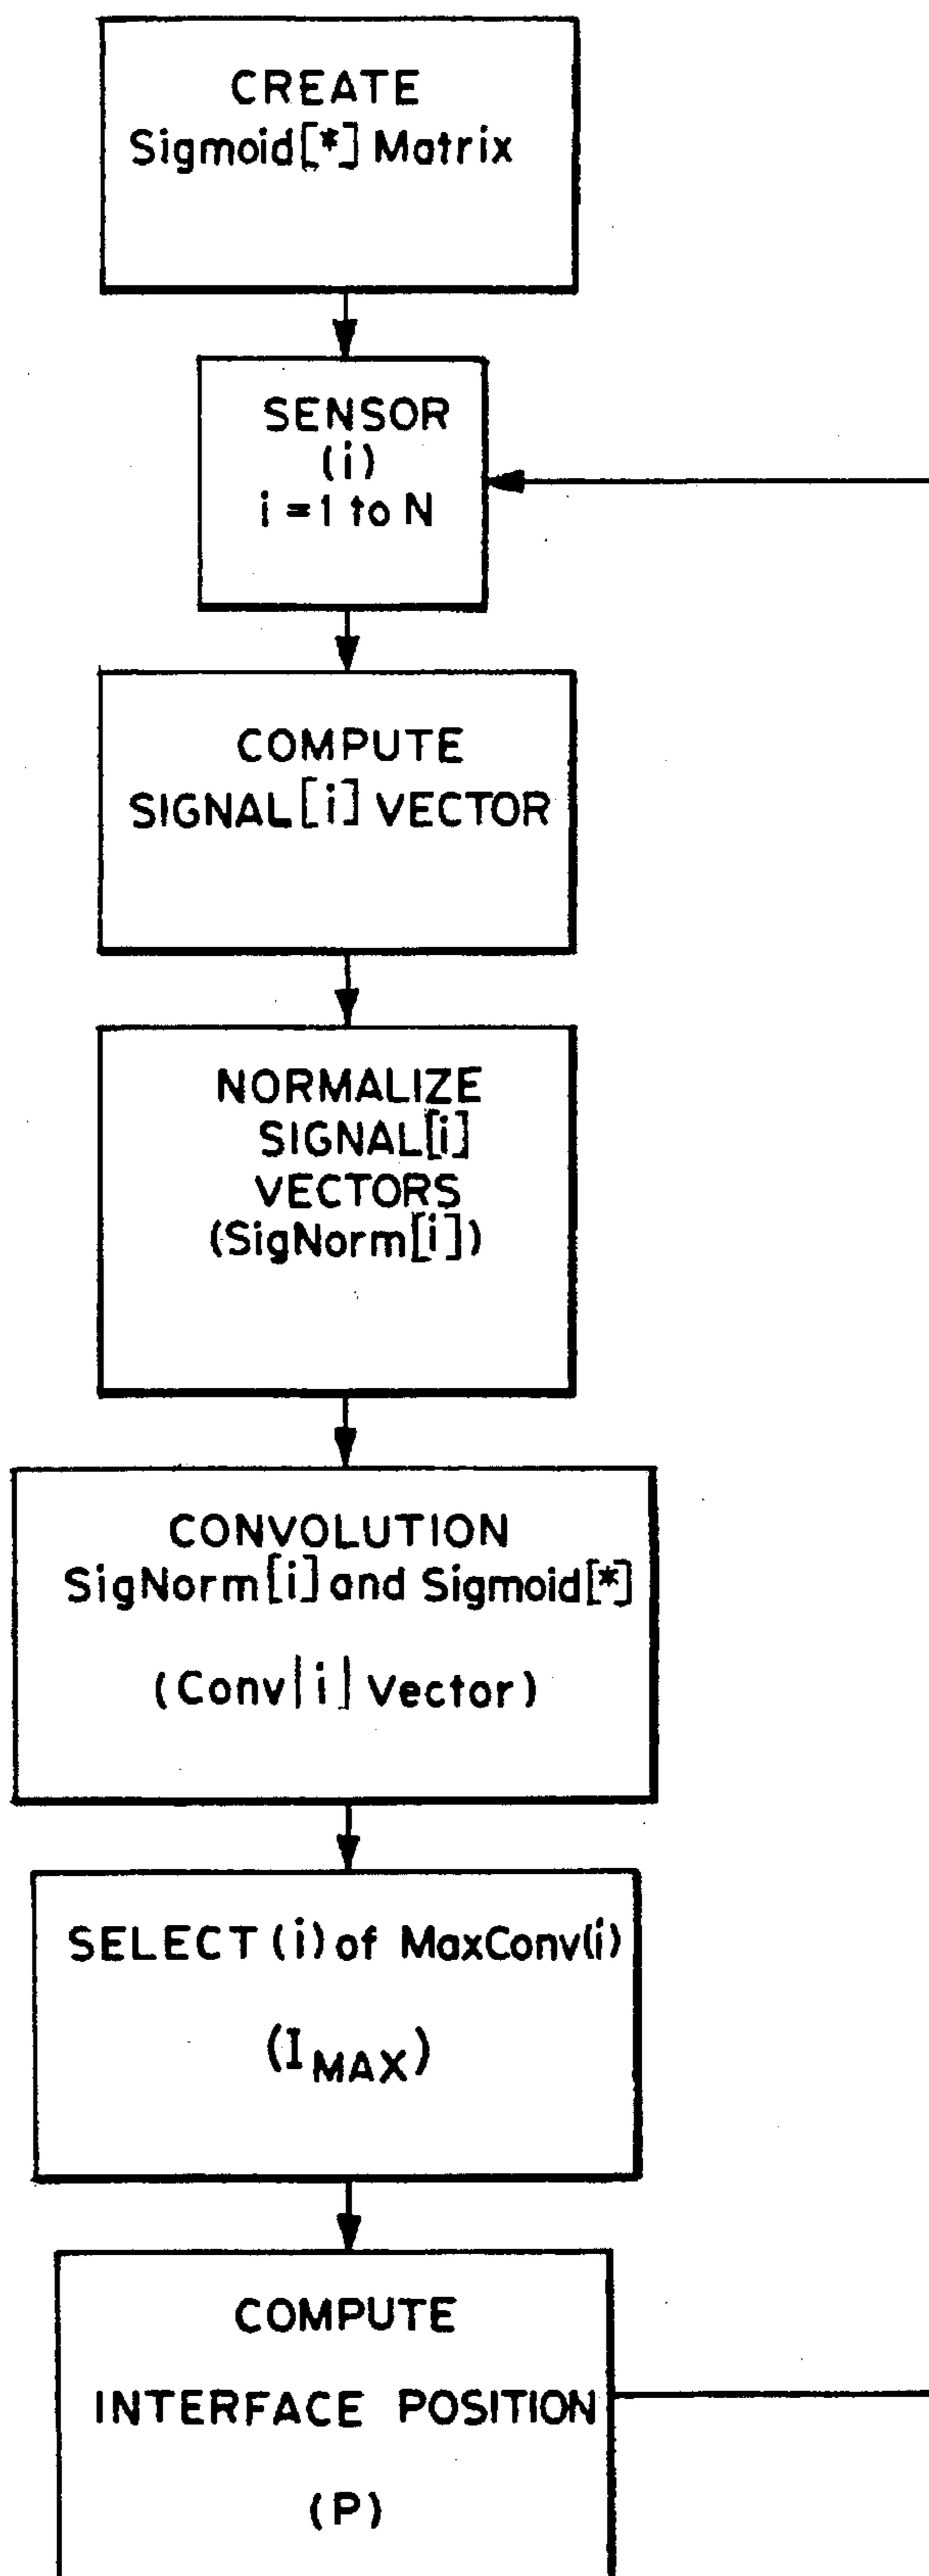 CREATE
Sigmoid[*] Matrix
SENSOR
(i)
i = 1 to N
COMPUTE
SIGNAL[i] VECTOR
NORMALIZE
SIGNAL[i]
VECTORS
(SigNorm[i])
CONVOLUTION
SigNorm[i] and Sigmoid[*]
(Conv|i] Vector)
SELECT (i) of MaxConv(i)
(IMAX)
COMPUTE
INTERFACE POSITION
(P)